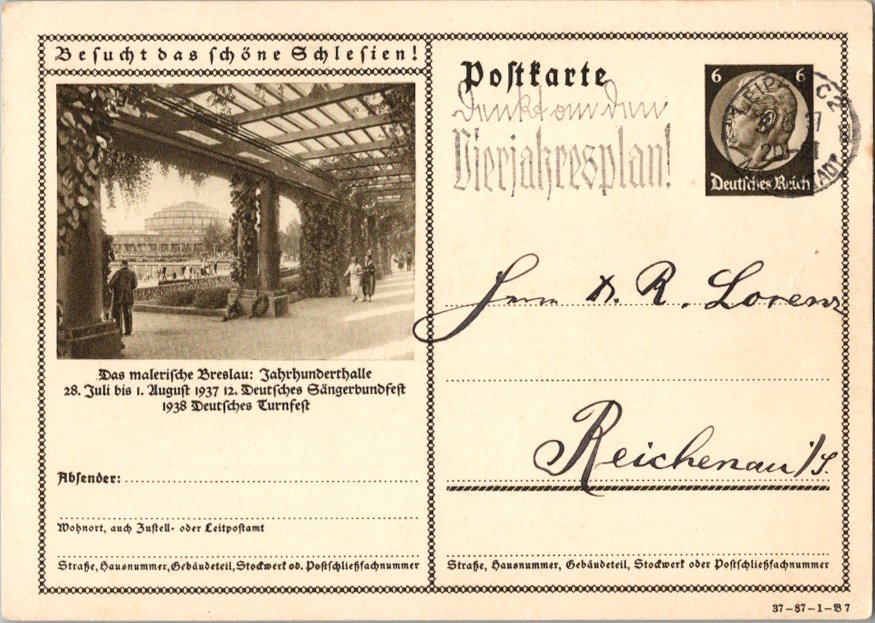 Besucht das schöne Schlesien!
Das malerische Breslau: Jahrhunderthalle
28. Juli bis 1. August 1937 12. Deutsches Sängerbundfest
1938 Deutsches Turnfest
Absender:
Wohnort, auch Zustell- oder Leitpostamt
Straße, Hausnummer, Gebäudeteil, Stockwerk od. Postschließfachnummer
Postkarte
Denkt an den
Vierjahresplan!
6 6
Deutsches Reich
LEIPZIG C2
R. Lorenz
Reichenau/S.
Straße, Hausnummer, Gebäudeteil, Stockwerk oder Postschließfachnummer
37-87-1-B7